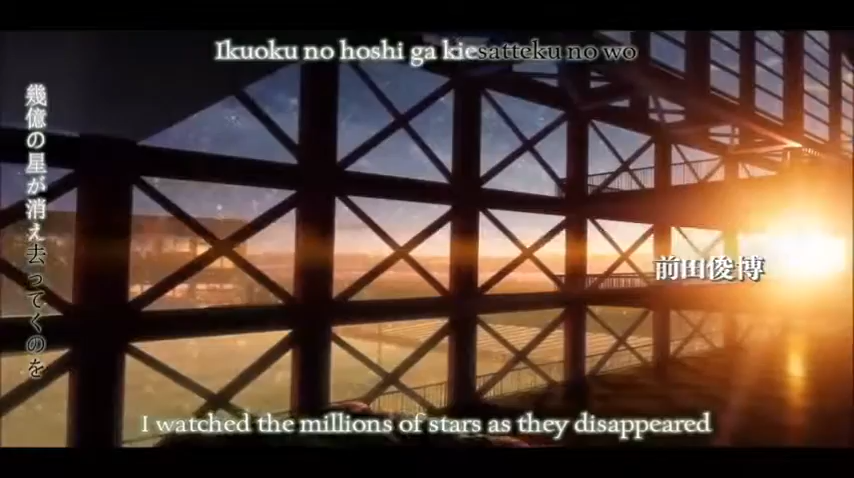 Ikuoku no hoshi ga kiesatteku no wo
幾億の星が消え去ってくのを
前田俊博
I watched the millions of stars as they disappeared